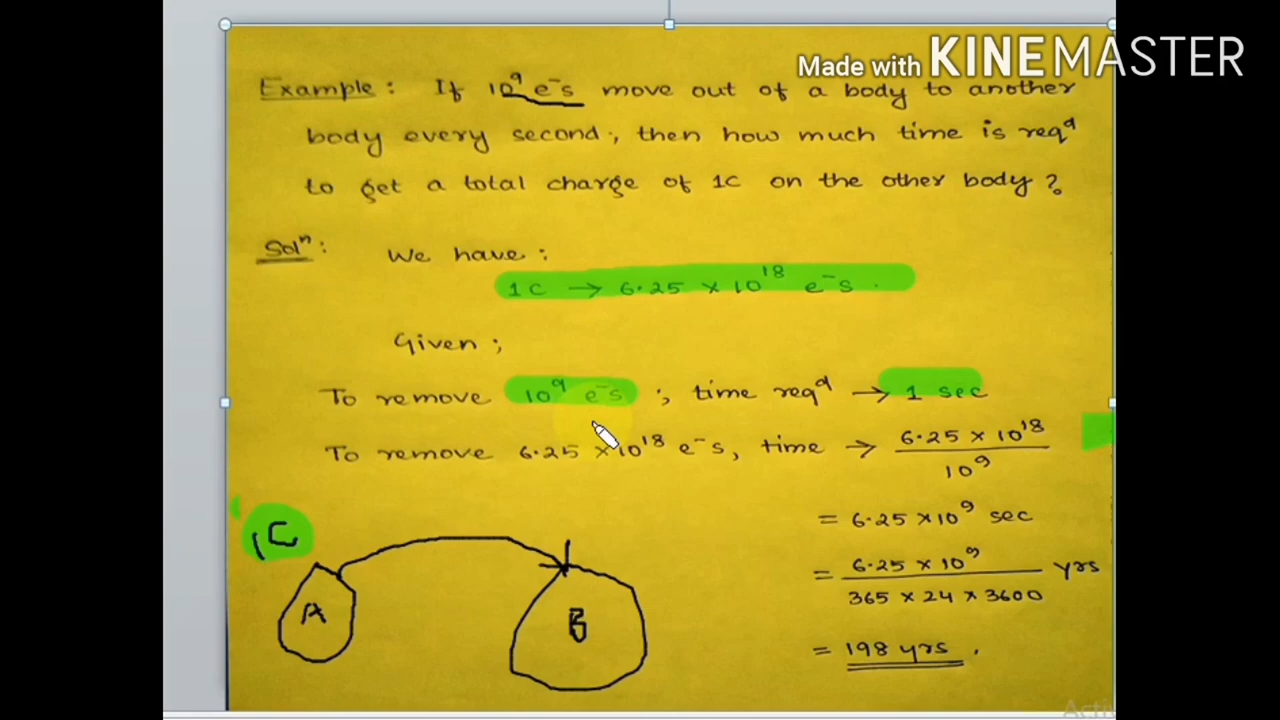 Made with KINEMASTER
Example : If 10⁹ e⁻s move out of a body to another
body every second, then how much time is reqᵈ
to get a total charge of 1C on the other body ?
Solⁿ : We have :
1C → 6.25 × 10¹⁸ e⁻s .
Given ;
To remove 10⁹ e⁻s ; time reqᵈ → 1 sec
To remove 6.25 × 10¹⁸ e⁻s, time → 6.25 × 10¹⁸ / 10⁹
= 6.25 × 10⁹ sec
= 6.25 × 10⁹ / 365 × 24 × 3600 yrs
= 198 yrs .
1C
A
B